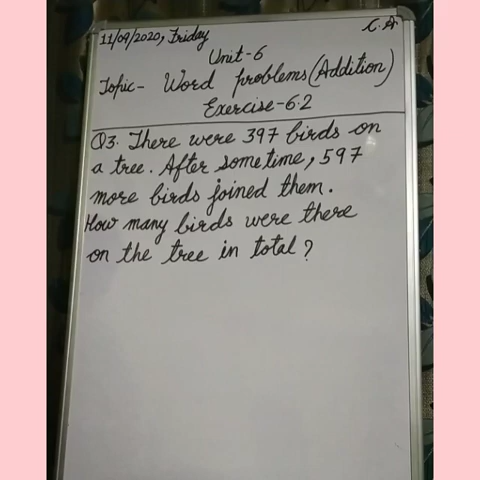 11/09/2020, Friday
C.A
Unit-6
Topic- Word problems (Addition)
Exercise-6.2
Q3. There were 397 birds on
a tree. After sometime, 597
more birds joined them.
How many birds were there
on the tree in total?